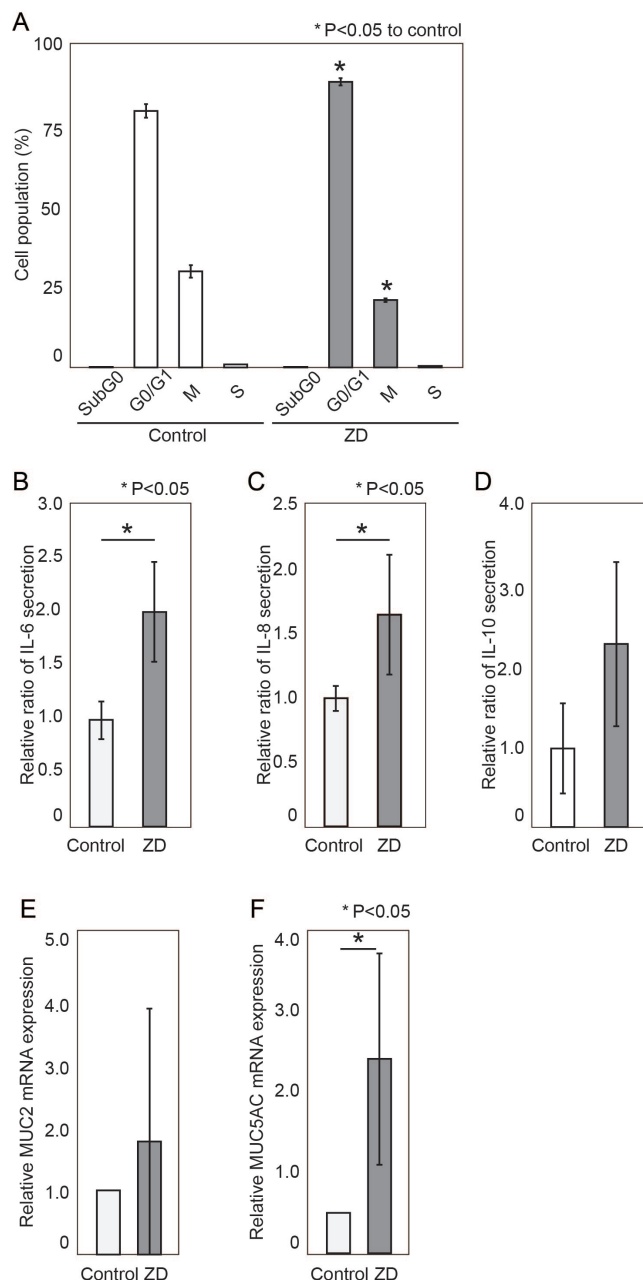 A
* P<0.05 to control
Cell population (%)
100
75
50
25
0
*
*
SubG0 G0/G1 M S SubG0 G0/G1 M S
Control ZD
B
* P<0.05
Relative ratio of IL-6 secretion
3.0
2.5
2.0
1.5
1.0
0.5
0
*
Control ZD
C
* P<0.05
Relative ratio of IL-8 secretion
2.5
2.0
1.5
1.0
0.5
0
*
Control ZD
D
Relative ratio of IL-10 secretion
4.0
3.0
2.0
1.0
0
Control ZD
E
Relative MUC2 mRNA expression
5.0
4.0
3.0
2.0
1.0
0
Control ZD
F
* P<0.05
Relative MUC5AC mRNA expression
4.0
3.0
2.0
1.0
0
*
Control ZD